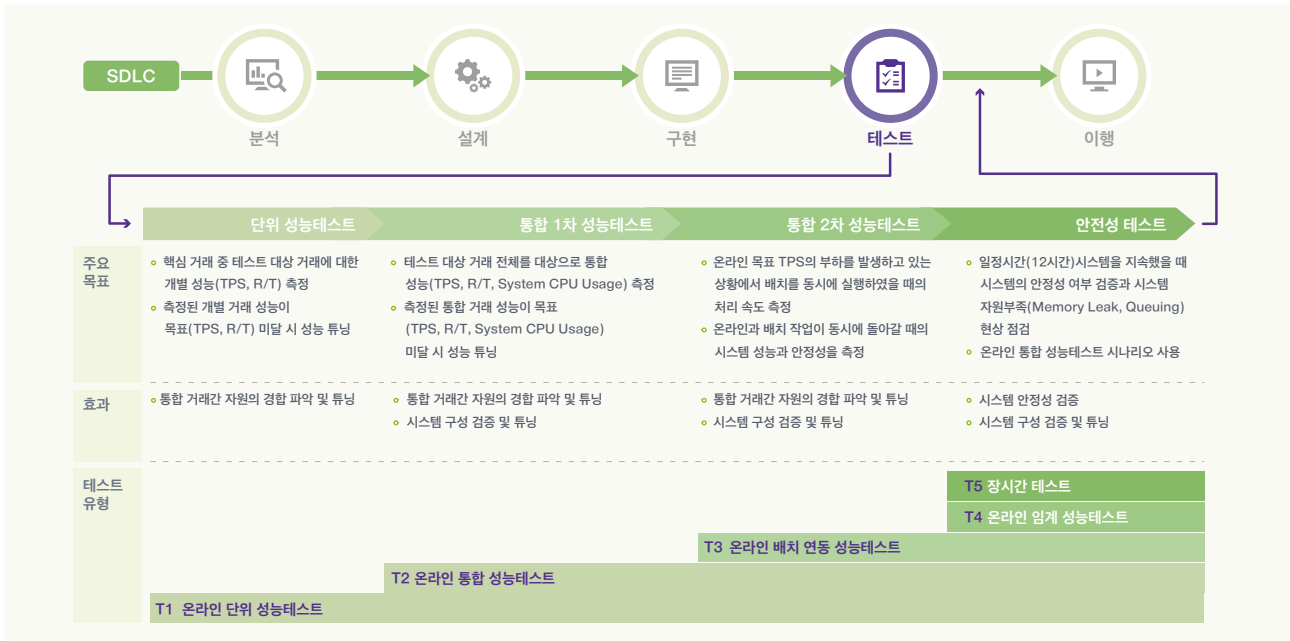 SDLC
분석
설계
구현
테스트
이행
단위 성능테스트
통합 1차 성능테스트
통합 2차 성능테스트
안전성 테스트
주요
목표
핵심 거래 중 테스트 대상 거래에 대한
개별 성능(TPS, R/T) 측정
측정된 개별 거래 성능이
목표(TPS, R/T) 미달 시 성능 튜닝
테스트 대상 거래 전체를 대상으로 통합
성능(TPS, R/T, System CPU Usage) 측정
측정된 통합 거래 성능이 목표
(TPS, R/T, System CPU Usage)
미달 시 성능 튜닝
온라인 목표 TPS의 부하를 발생하고 있는
상황에서 배치를 동시에 실행하였을 때의
처리 속도 측정
온라인과 배치 작업이 동시에 돌아갈 때의
시스템 성능과 안정성을 측정
일정시간(12시간)시스템을 지속했을 때
시스템의 안정성 여부 검증과 시스템
자원부족(Memory Leak, Queuing)
현상 점검
온라인 통합 성능테스트 시나리오 사용
효과
통합 거래간 자원의 경합 파악 및 튜닝
통합 거래간 자원의 경합 파악 및 튜닝
시스템 구성 검증 및 튜닝
통합 거래간 자원의 경합 파악 및 튜닝
시스템 구성 검증 및 튜닝
시스템 안정성 검증
시스템 구성 검증 및 튜닝
테스트
유형
T5 장시간 테스트
T4 온라인 임계 성능테스트
T3 온라인 배치 연동 성능테스트
T2 온라인 통합 성능테스트
T1 온라인 단위 성능테스트